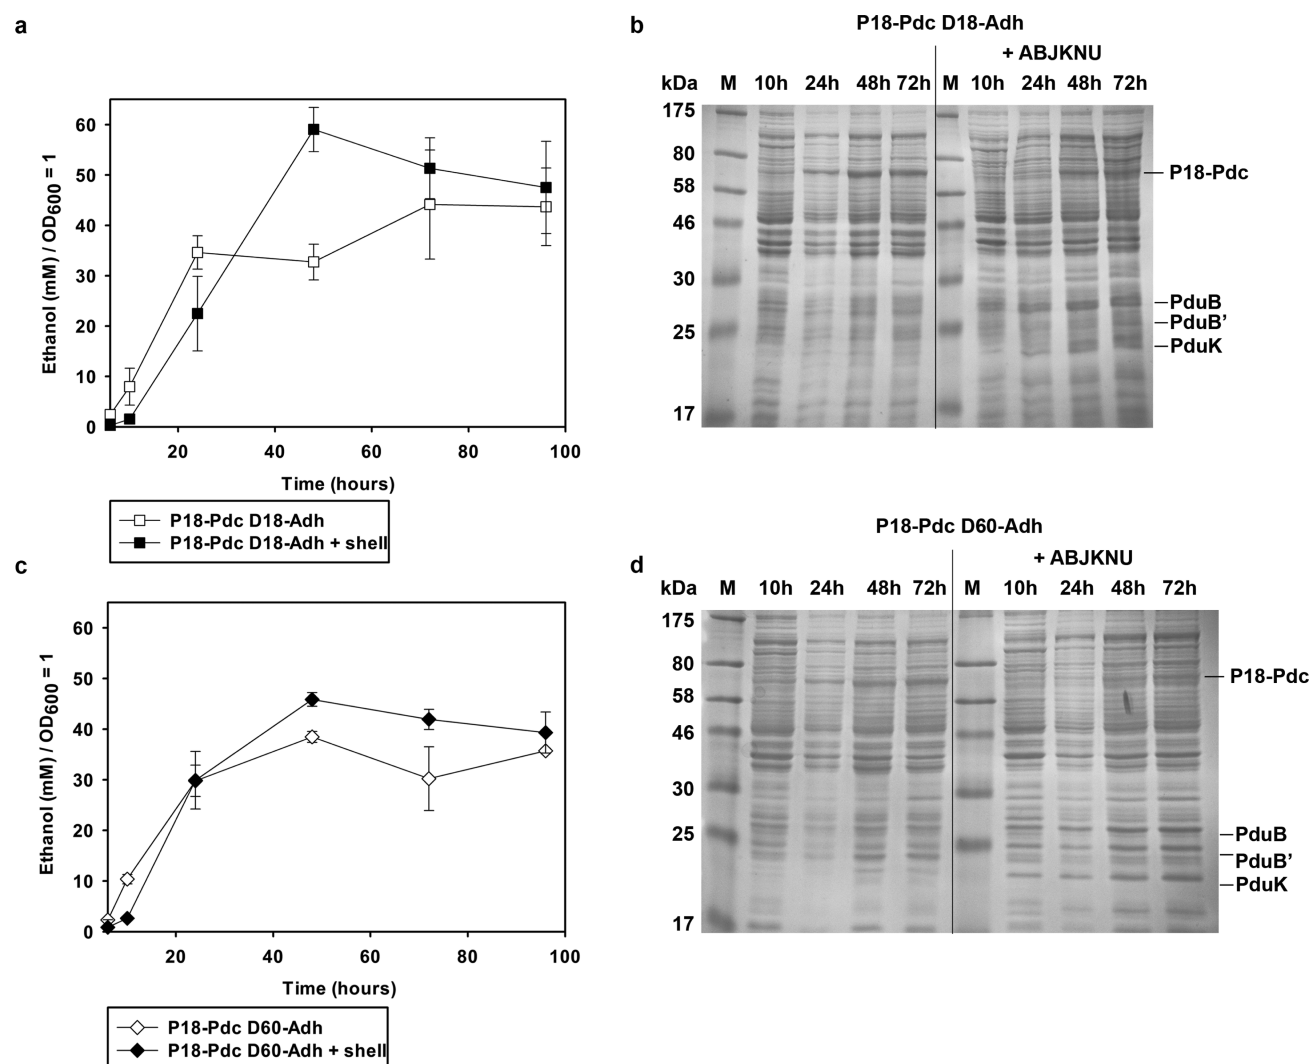 a
Ethanol (mM) / OD600 = 1
60
50
40
30
20
10
0
20 40 60 80 100
Time (hours)
P18-Pdc D18-Adh
P18-Pdc D18-Adh + shell
b
P18-Pdc D18-Adh
+ ABJKNU
kDa M 10h 24h 48h 72h M 10h 24h 48h 72h
175
80
58
46
30
25
17
P18-Pdc
PduB
PduB’
PduK
c
Ethanol (mM) / OD600 = 1
60
50
40
30
20
10
0
20 40 60 80 100
Time (hours)
P18-Pdc D60-Adh
P18-Pdc D60-Adh + shell
d
P18-Pdc D60-Adh
+ ABJKNU
kDa M 10h 24h 48h 72h M 10h 24h 48h 72h
175
80
58
46
30
25
17
P18-Pdc
PduB
PduB’
PduK